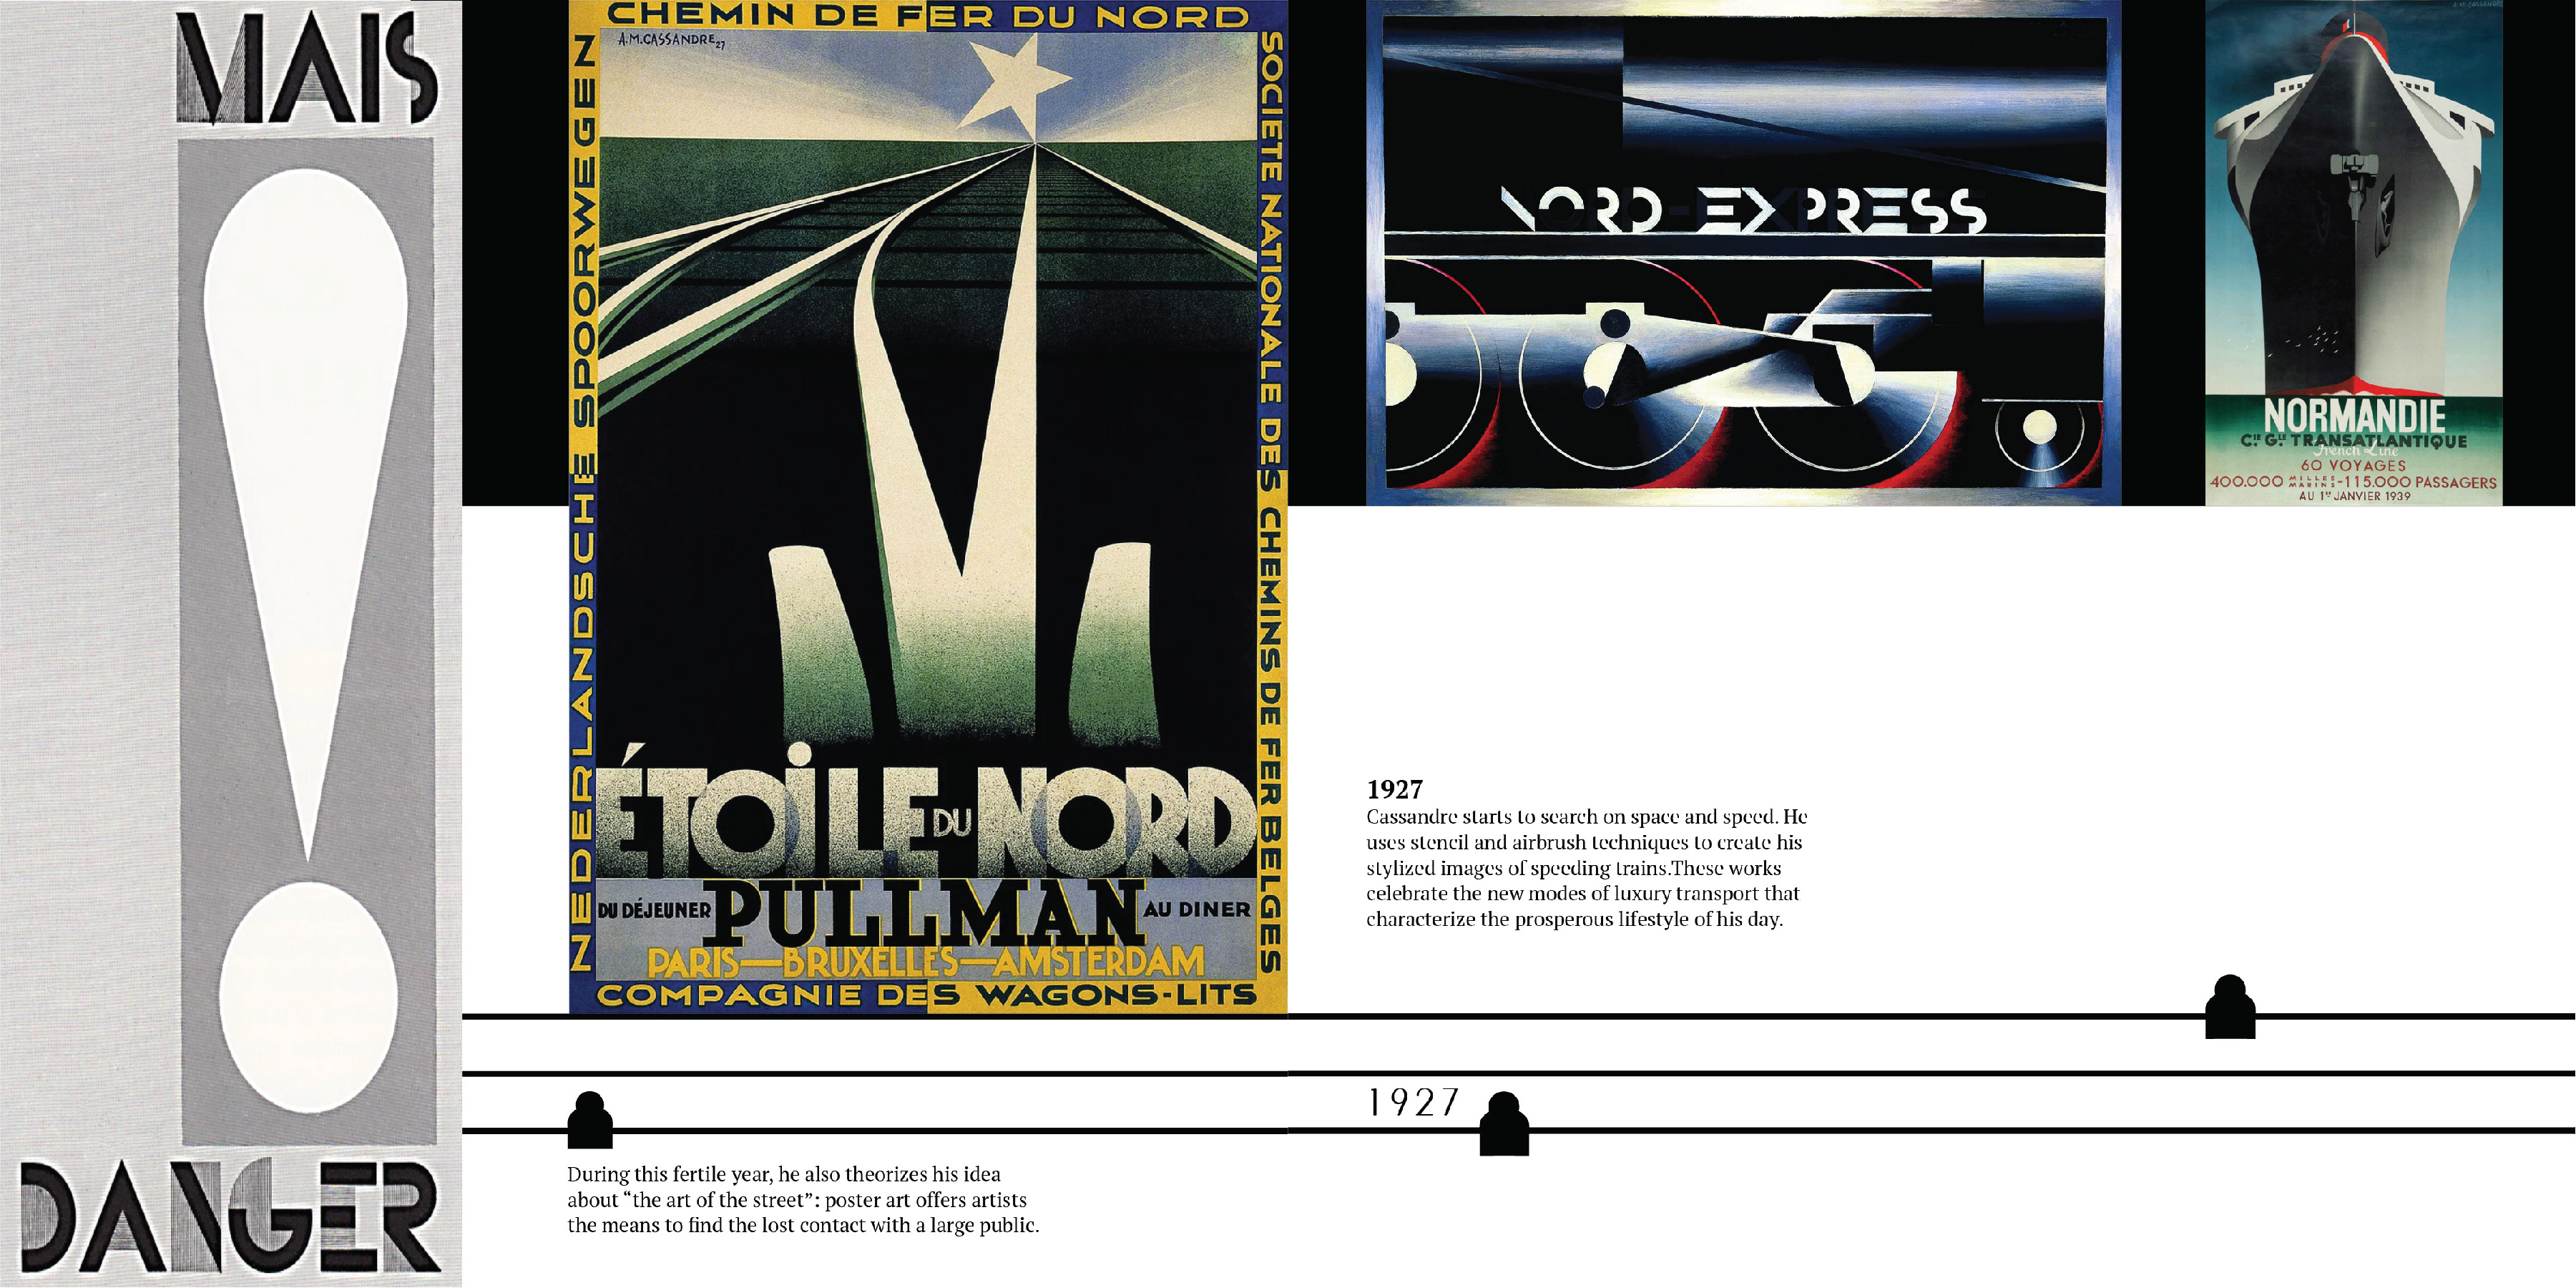 MAIS
DANGER
CHEMIN DE FER DU NORD
A.M.CASSANDRE 27
NEDERLANDSCHE SPOORWEGEN
SOCIETE NATIONALE DES CHEMINS DE FER BELGES
ÉTOILE DU NORD
DU DÉJEUNER PULLMAN AU DINER
PARIS—BRUXELLES—AMSTERDAM
COMPAGNIE DES WAGONS-LITS
During this fertile year, he also theorizes his idea
about “the art of the street”: poster art offers artists
the means to find the lost contact with a large public.
NORD EXPRESS
1927
Cassandre starts to search on space and speed. He
uses stencil and airbrush techniques to create his
stylized images of speeding trains.These works
celebrate the new modes of luxury transport that
characterize the prosperous lifestyle of his day.
1927
A.M.CASSANDRE
NORMANDIE
CIE GLE TRANSATLANTIQUE
French Line
60 VOYAGES
400.000 MILLES MARINS-115.000 PASSAGERS
AU 1ER JANVIER 1939